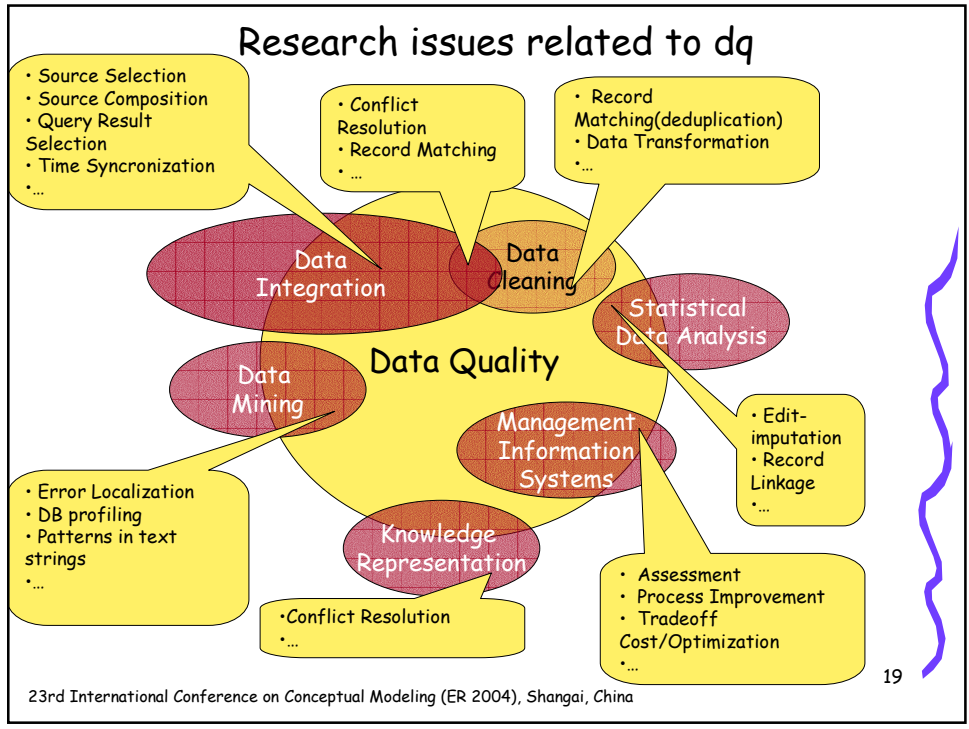 Research issues related to dq
• Source Selection
• Source Composition
• Query Result
Selection
• Time Syncronization
•…
• Conflict
Resolution
• Record Matching
• …
• Record
Matching(deduplication)
• Data Transformation
•…
Data
Integration
Data
Cleaning
Statistical
Data Analysis
Data Quality
Data
Mining
Management
Information
Systems
Knowledge
Representation
• Edit-
imputation
• Record
Linkage
•…
• Error Localization
• DB profiling
• Patterns in text
strings
•…
•Conflict Resolution
•…
• Assessment
• Process Improvement
• Tradeoff
Cost/Optimization
•…
19
23rd International Conference on Conceptual Modeling (ER 2004), Shangai, China